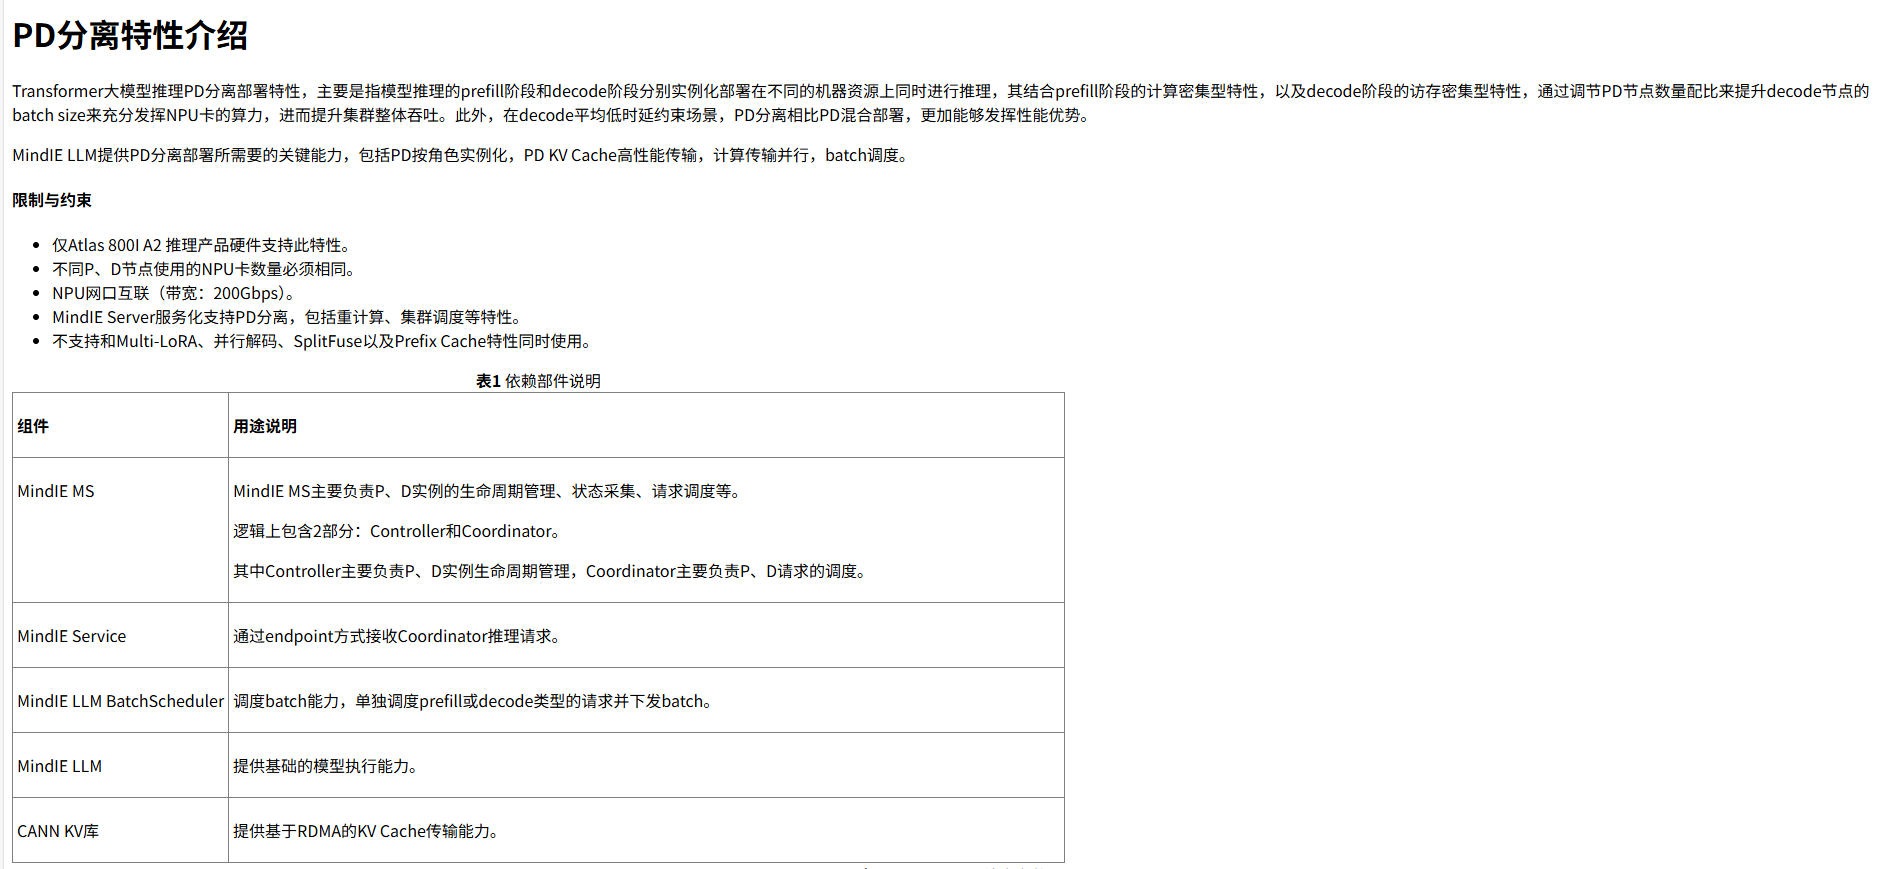 PD分离特性介绍
Transformer大模型推理PD分离部署特性，主要是指模型推理的prefill阶段和decode阶段分别实例化部署在不同的机器资源上同时进行推理，其结合prefill阶段的计算密集型特性，以及decode阶段的访存密集型特性，通过调节PD节点数量配比来提升decode节点的
batch size来充分发挥NPU卡的算力，进而提升集群整体吞吐。此外，在decode平均低时延约束场景，PD分离相比PD混合部署，更加能够发挥性能优势。
MindIE LLM提供PD分离部署所需要的关键能力，包括PD按角色实例化，PD KV Cache高性能传输，计算传输并行，batch调度。
限制与约束
• 仅Atlas 800I A2 推理产品硬件支持此特性。
• 不同P、D节点使用的NPU卡数量必须相同。
• NPU网口互联（带宽：200Gbps）。
• MindIE Server服务化支持PD分离，包括重计算、集群调度等特性。
• 不支持和Multi-LoRA、并行解码、SplitFuse以及Prefix Cache特性同时使用。
表1 依赖部件说明
组件 用途说明
MindIE MS MindIE MS主要负责P、D实例的生命周期管理、状态采集、请求调度等。
逻辑上包含2部分：Controller和Coordinator。
其中Controller主要负责P、D实例生命周期管理，Coordinator主要负责P、D请求的调度。
MindIE Service 通过endpoint方式接收Coordinator推理请求。
MindIE LLM BatchScheduler 调度batch能力，单独调度prefill或decode类型的请求并下发batch。
MindIE LLM 提供基础的模型执行能力。
CANN KV库 提供基于RDMA的KV Cache传输能力。